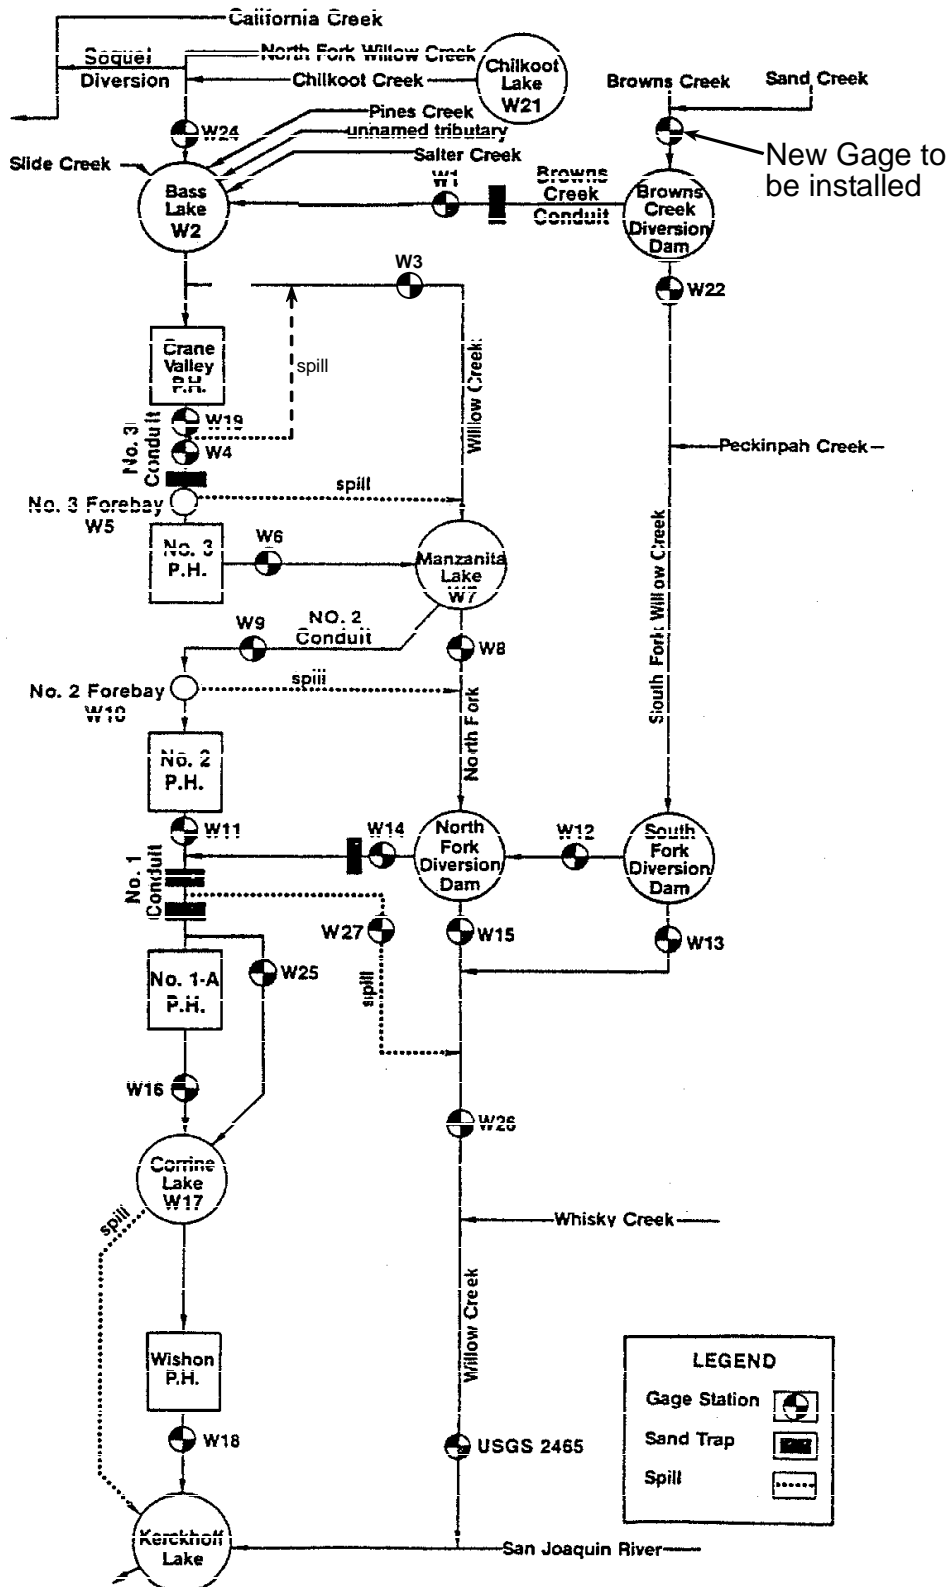 California Creek
Soquel
Diversion
North Fork Willow Creek
Chilkoot Creek
Chilkoot
Lake
W21
Browns Creek
Sand Creek
Pines Creek
unnamed tributary
Salter Creek
W24
Slide Creek
New Gage to
be installed
Bass
Lake
W2
W1
Browns
Creek
Conduit
Browns
Creek
Diversion
Dam
W3
W22
Crane
Valley
P.H.
spill
Willow Creek
W19
W4
No. 3
Conduit
Peckinpah Creek
No. 3 Forebay
W5
spill
No. 3
P.H.
W6
Manzanita
Lake
W7
South Fork Willow Creek
W9
NO. 2
Conduit
W8
No. 2 Forebay
W10
spill
North Fork
No. 2
P.H.
W11
W14
North
Fork
Diversion
Dam
W12
South
Fork
Diversion
Dam
No. 1
Conduit
W27
W15
W13
No. 1-A
P.H.
W25
spill
W16
W26
Corrine
Lake
W17
spill
Whisky Creek
Willow Creek
Wishon
P.H.
W18
USGS 2465
LEGEND
Gage Station
Sand Trap
Spill
Kerckhoff
Lake
San Joaquin River